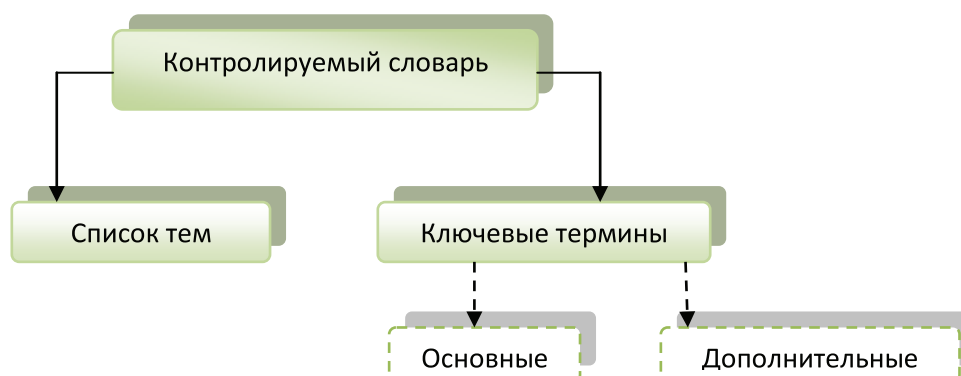 Контролируемый словарь
Список тем
Ключевые термины
Основные
Дополнительные